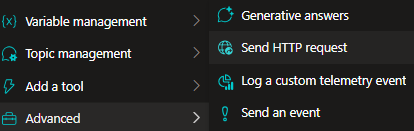 Variable management
Topic management
Add a tool
Advanced
Generative answers
Send HTTP request
Log a custom telemetry event
Send an event